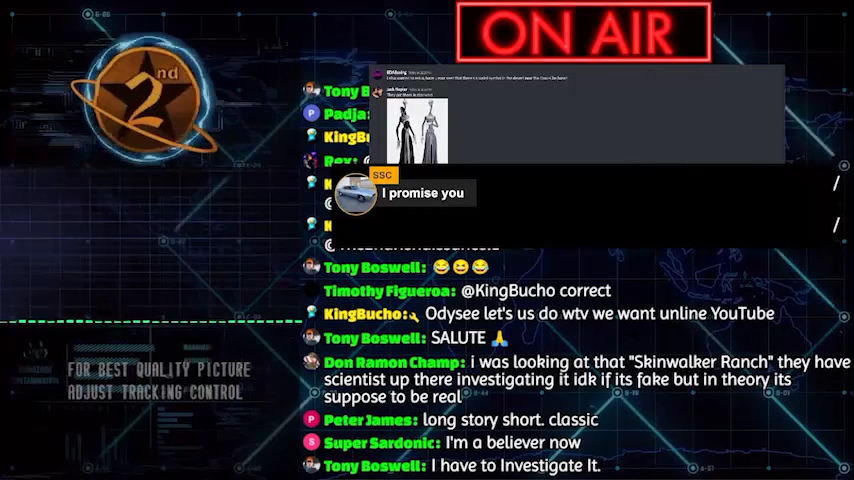 2nd
2
ON AIR
Tony B
Padja:
KingBu
Rex: @
K
@
K
@
SSC
I promise you
/
/
Tony Boswell: 😂😆😂
Timothy Figueroa: @KingBucho correct
KingBucho: Odysee let's us do wtv we want unline YouTube
Tony Boswell: SALUTE 🙏
Don Ramon Champ: i was looking at that "Skinwalker Ranch" they have
scientist up there investigating it idk if its fake but in theory its
suppose to be real
Peter James: long story short. classic
Super Sardonic: I'm a believer now
Tony Boswell: I have to Investigate It.
FOR BEST QUALITY PICTURE
ADJUST TRACKING CONTROL